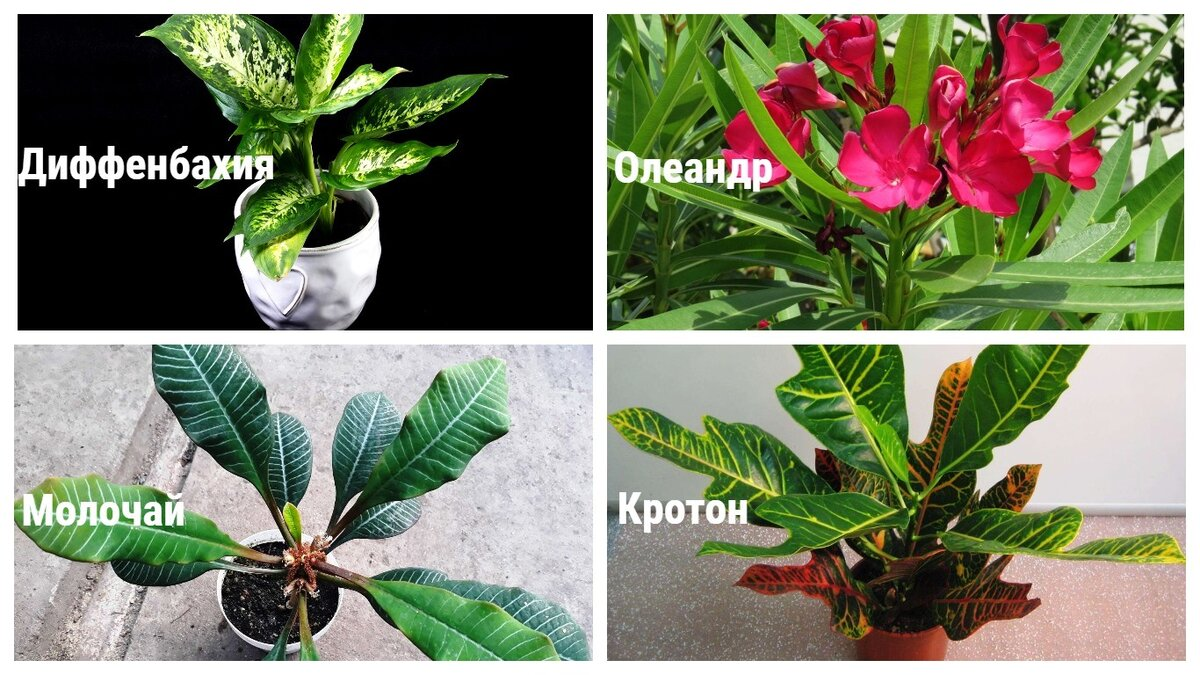 Диффенбахия
Олеандр
Молочай
Кротон